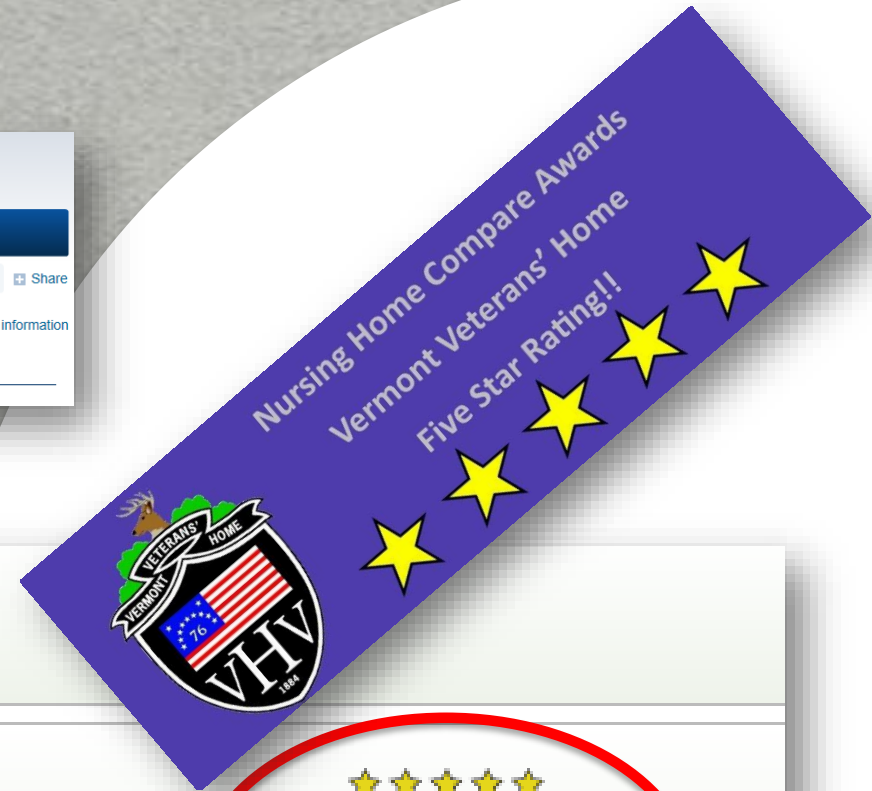 Share
information
Nursing Home Compare Awards
Vermont Veterans’ Home
Five Star Rating!!
VERMONT VETERANS' HOME
76
VHV
1884